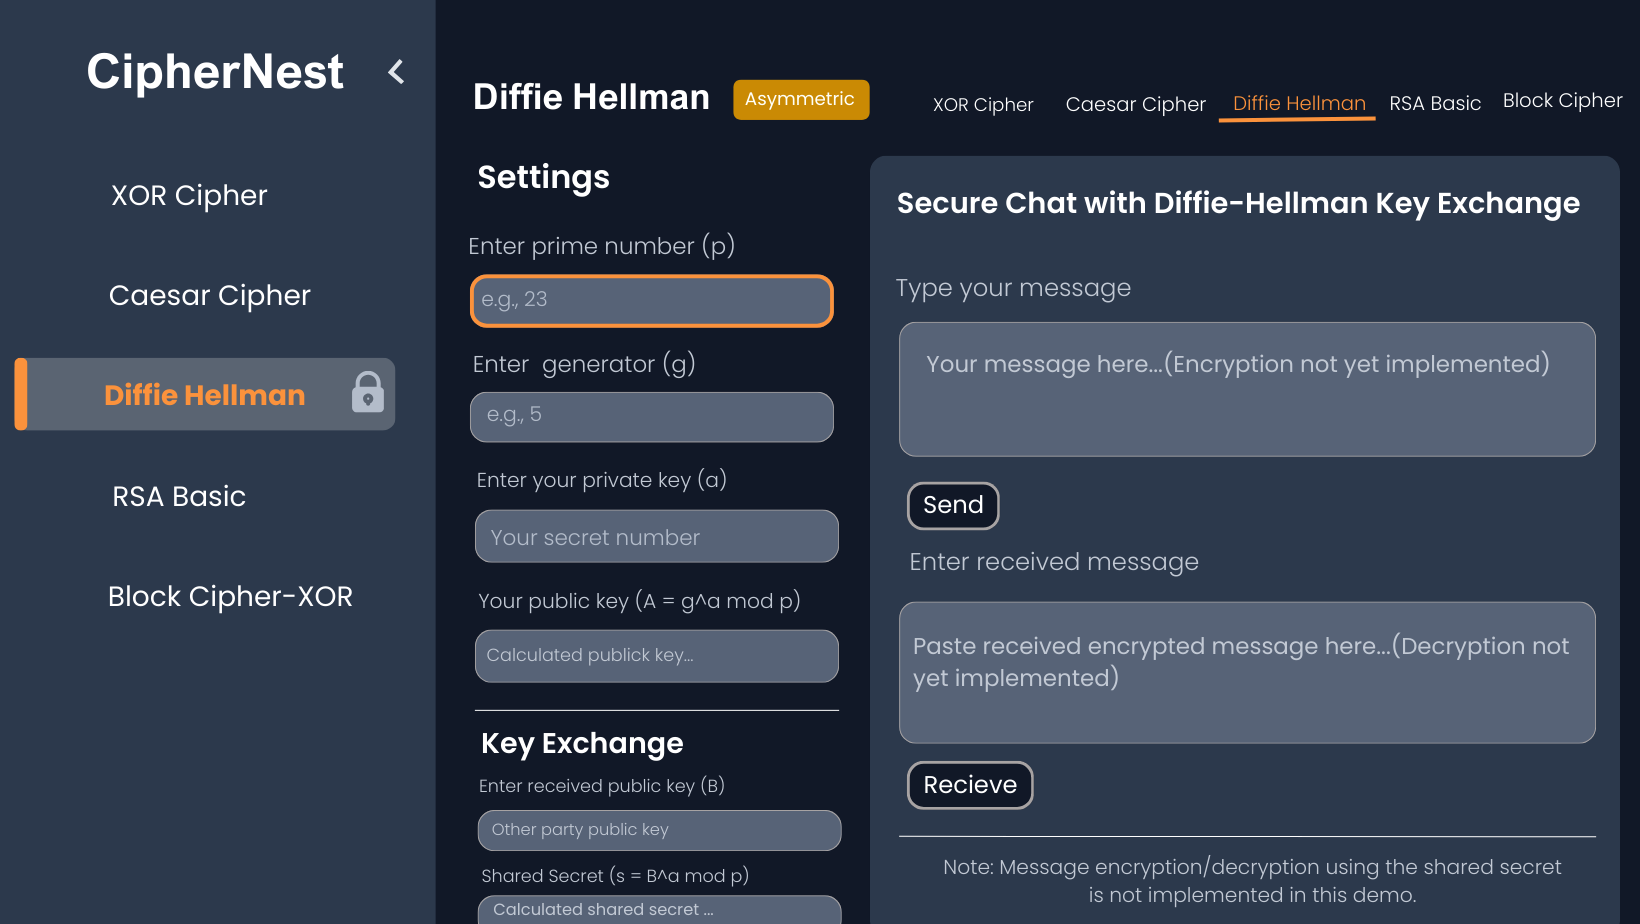 CipherNest
XOR Cipher
Caesar Cipher
Diffie Hellman
RSA Basic
Block Cipher-XOR
Diffie Hellman
Asymmetric
XOR Cipher
Caesar Cipher
Diffie Hellman
RSA Basic
Block Cipher
Settings
Enter prime number (p)
e.g., 23
Enter generator (g)
e.g., 5
Enter your private key (a)
Your secret number
Your public key (A = g^a mod p)
Calculated publick key...
Key Exchange
Enter received public key (B)
Other party public key
Shared Secret (s = B^a mod p)
Calculated shared secret ...
Secure Chat with Diffie-Hellman Key Exchange
Type your message
Your message here...(Encryption not yet implemented)
Send
Enter received message
Paste received encrypted message here...(Decryption not
yet implemented)
Recieve
Note: Message encryption/decryption using the shared secret
is not implemented in this demo.